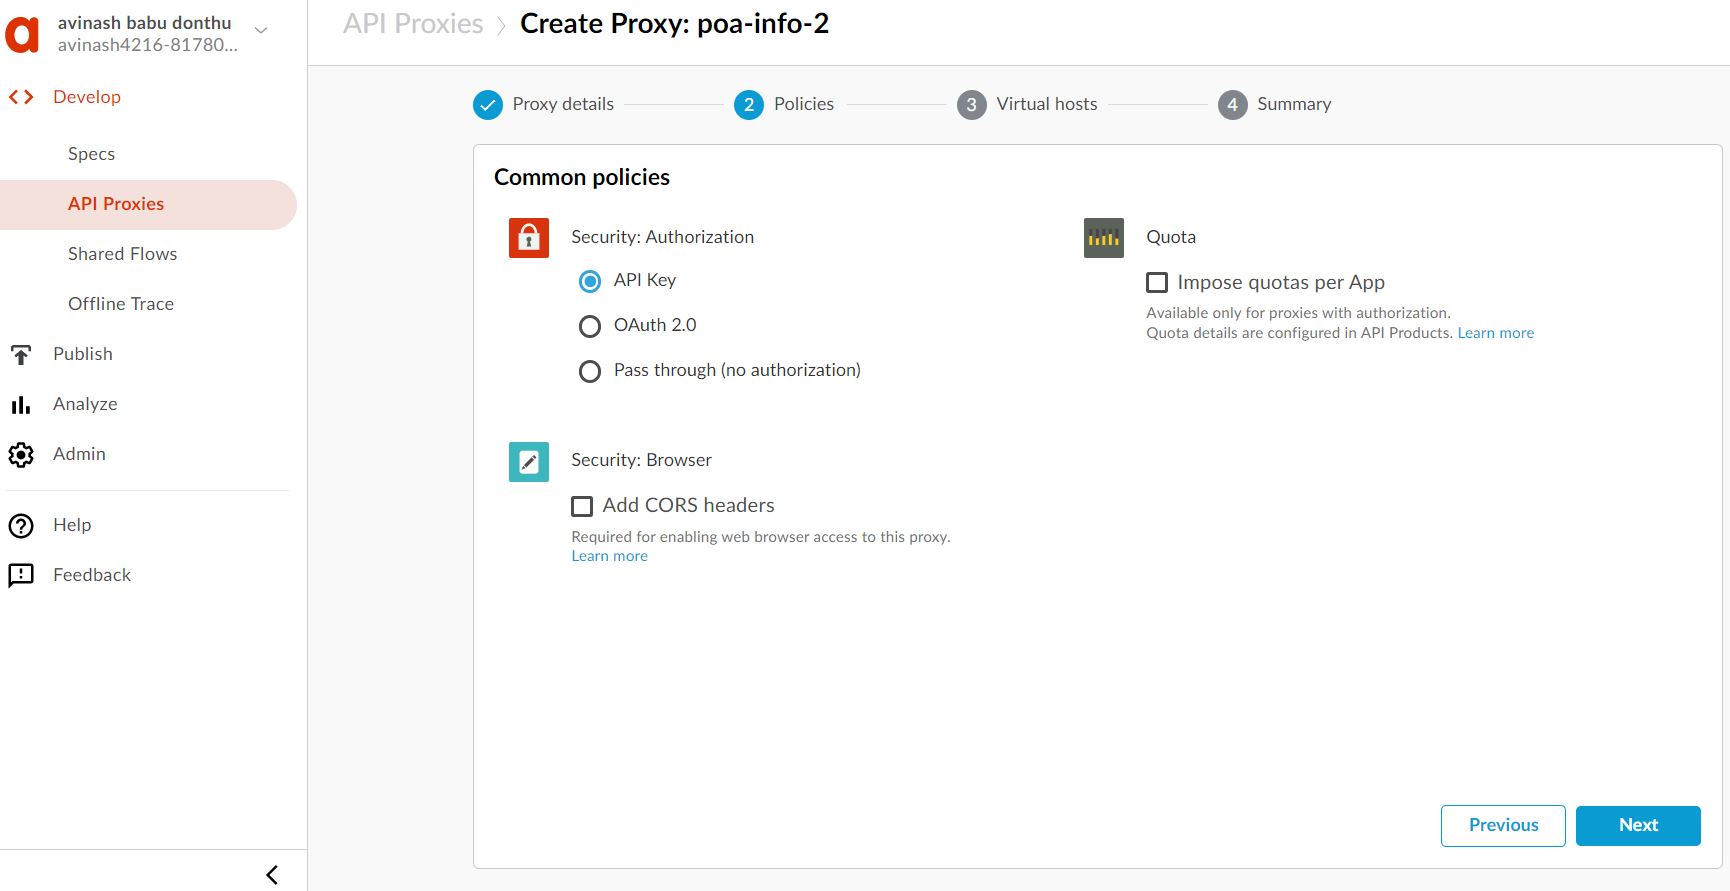 avinash babu donthu
avinash4216-81780...
API Proxies
Create Proxy: poa-info-2
Develop
Specs
API Proxies
Shared Flows
Offline Trace
Publish
Analyze
Admin
Help
Feedback
Proxy details
2 Policies
3 Virtual hosts
4 Summary
Common policies
Security: Authorization
API Key
OAuth 2.0
Pass through (no authorization)
Quota
Impose quotas per App
Available only for proxies with authorization.
Quota details are configured in API Products. Learn more
Security: Browser
Add CORS headers
Required for enabling web browser access to this proxy.
Learn more
Previous
Next